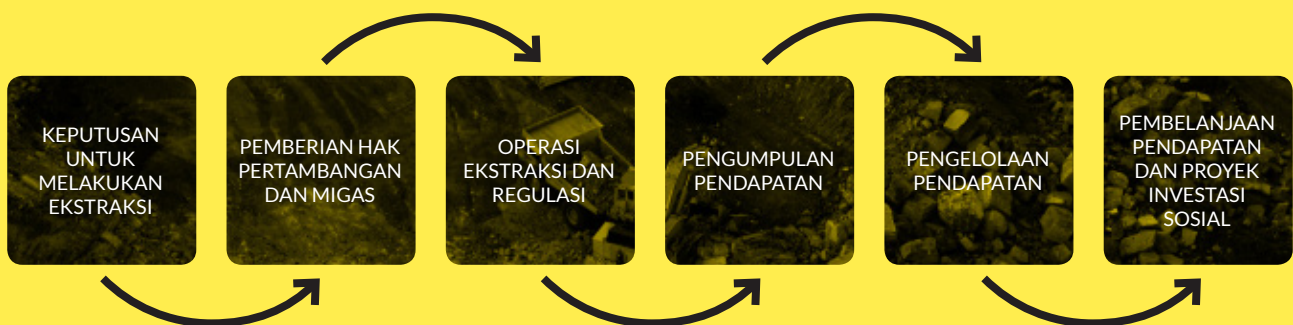 KEPUTUSAN
UNTUK
MELAKUKAN
EKSTRAKSI
PEMBERIAN HAK
PERTAMBANGAN
DAN MIGAS
OPERASI
EKSTRAKSI DAN
REGULASI
PENGUMPULAN
PENDAPATAN
PENGELOLAAN
PENDAPATAN
PEMBELANJAAN
PENDAPATAN
DAN PROYEK
INVESTASI
SOSIAL